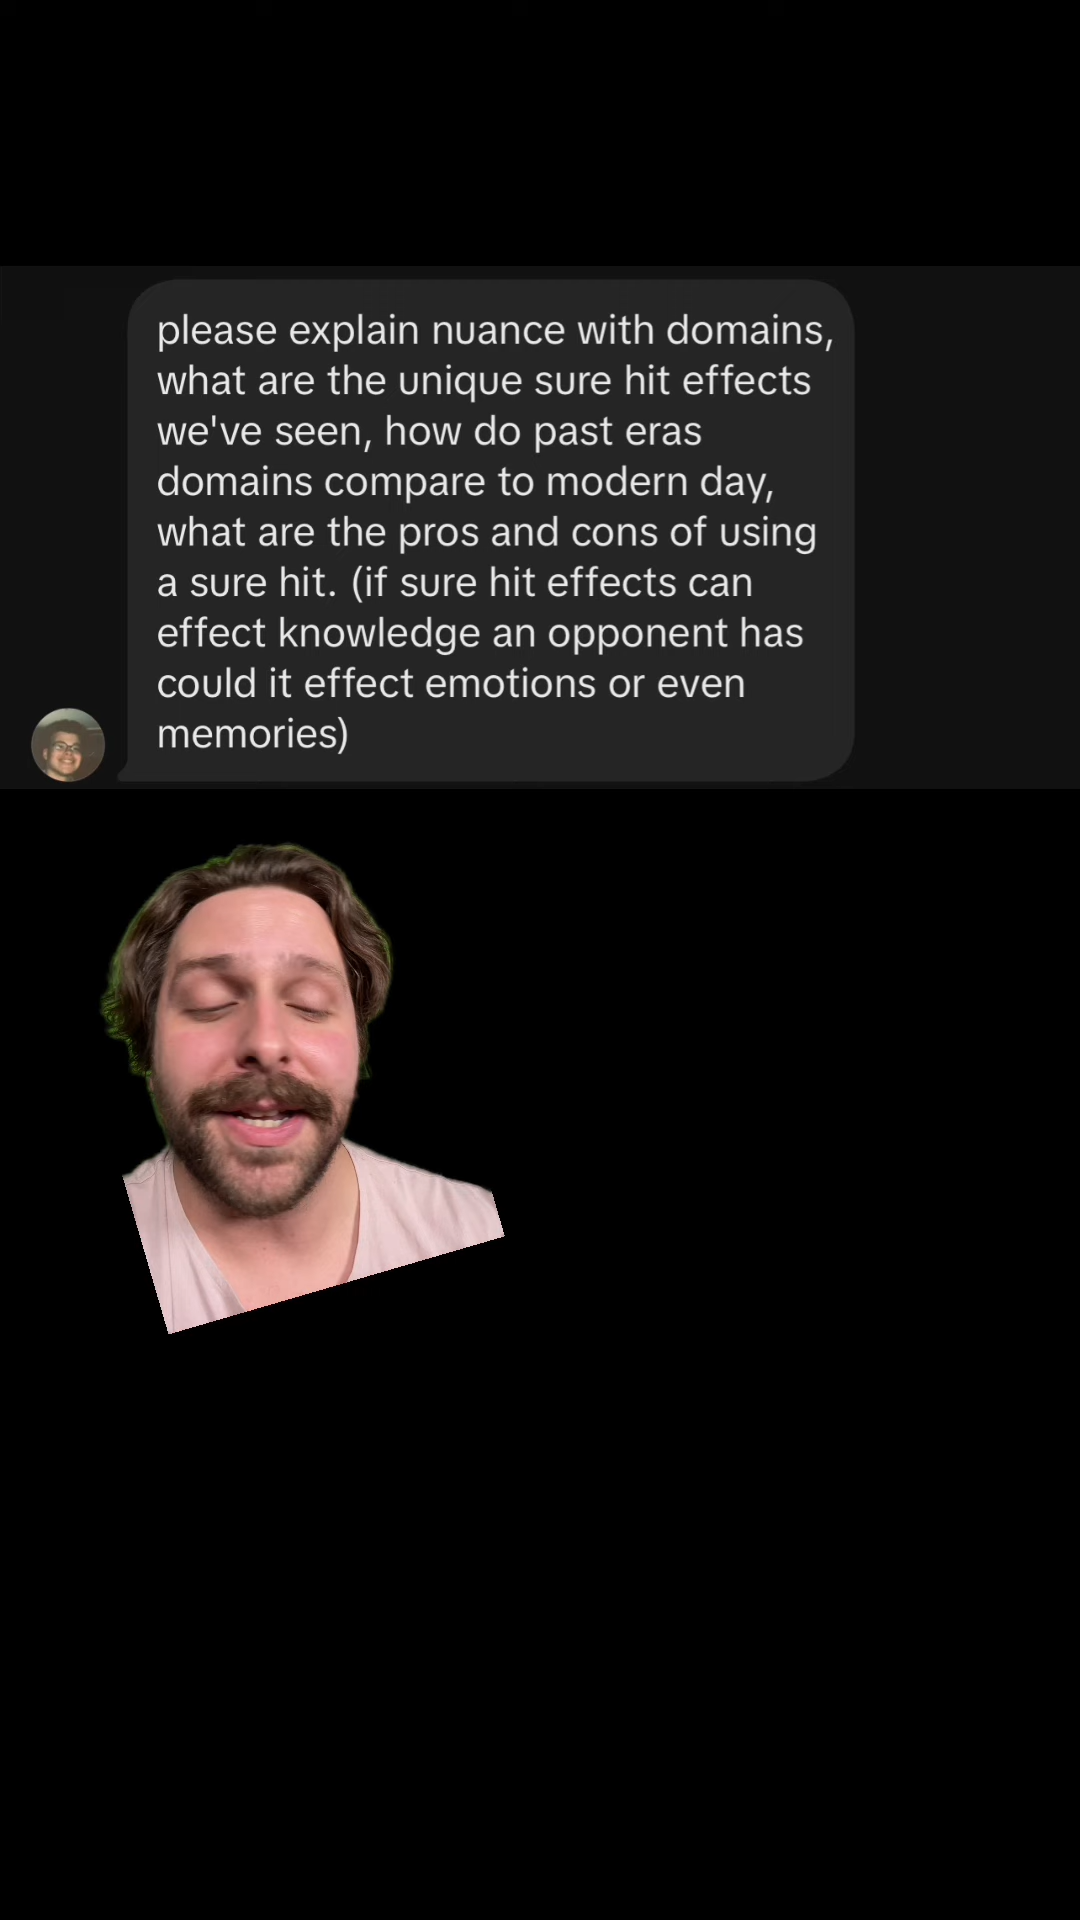 please explain nuance with domains,
what are the unique sure hit effects
we've seen, how do past eras
domains compare to modern day,
what are the pros and cons of using
a sure hit. (if sure hit effects can
effect knowledge an opponent has
could it effect emotions or even
memories)